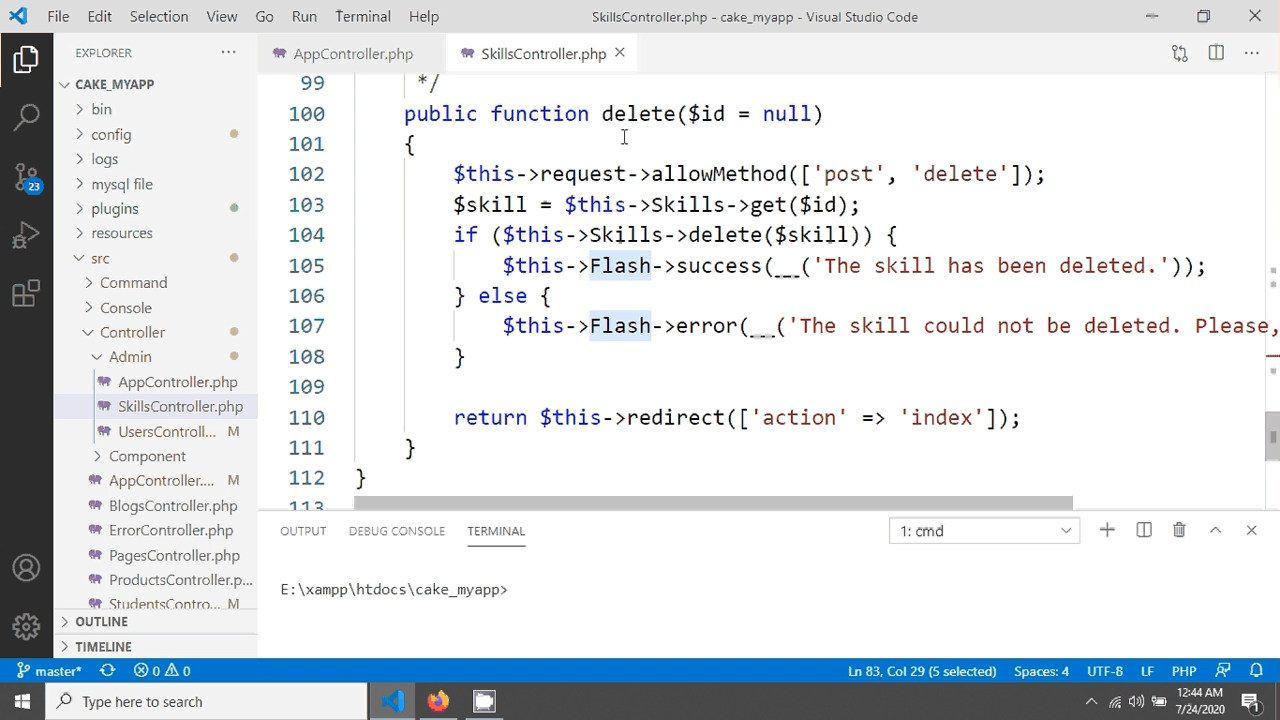 File Edit Selection View Go Run Terminal Help
SkillsController.php - cake_myapp - Visual Studio Code
EXPLORER
AppController.php
SkillsController.php
CAKE_MYAPP
bin
config
logs
mysql file
plugins
resources
src
Command
Console
Controller
Admin
AppController.php
SkillsController.php
UsersControll... M
Component
AppController.... M
BlogsController.php
ErrorController.php
PagesController.php
ProductsController.p...
StudentsContro... M
OUTLINE
TIMELINE
23
99 */
100 public function delete($id = null)
101 {
102 $this->request->allowMethod(['post', 'delete']);
103 $skill = $this->Skills->get($id);
104 if ($this->Skills->delete($skill)) {
105 $this->Flash->success(__('The skill has been deleted.'));
106 } else {
107 $this->Flash->error(__('The skill could not be deleted. Please,
108 }
109
110 return $this->redirect(['action' => 'index']);
111 }
112 }
113
OUTPUT DEBUG CONSOLE TERMINAL
1: cmd
E:\xampp\htdocs\cake_myapp>
master* 0 0
Ln 83, Col 29 (5 selected) Spaces: 4 UTF-8 LF PHP
Type here to search
12:44 AM
7/24/2020
1